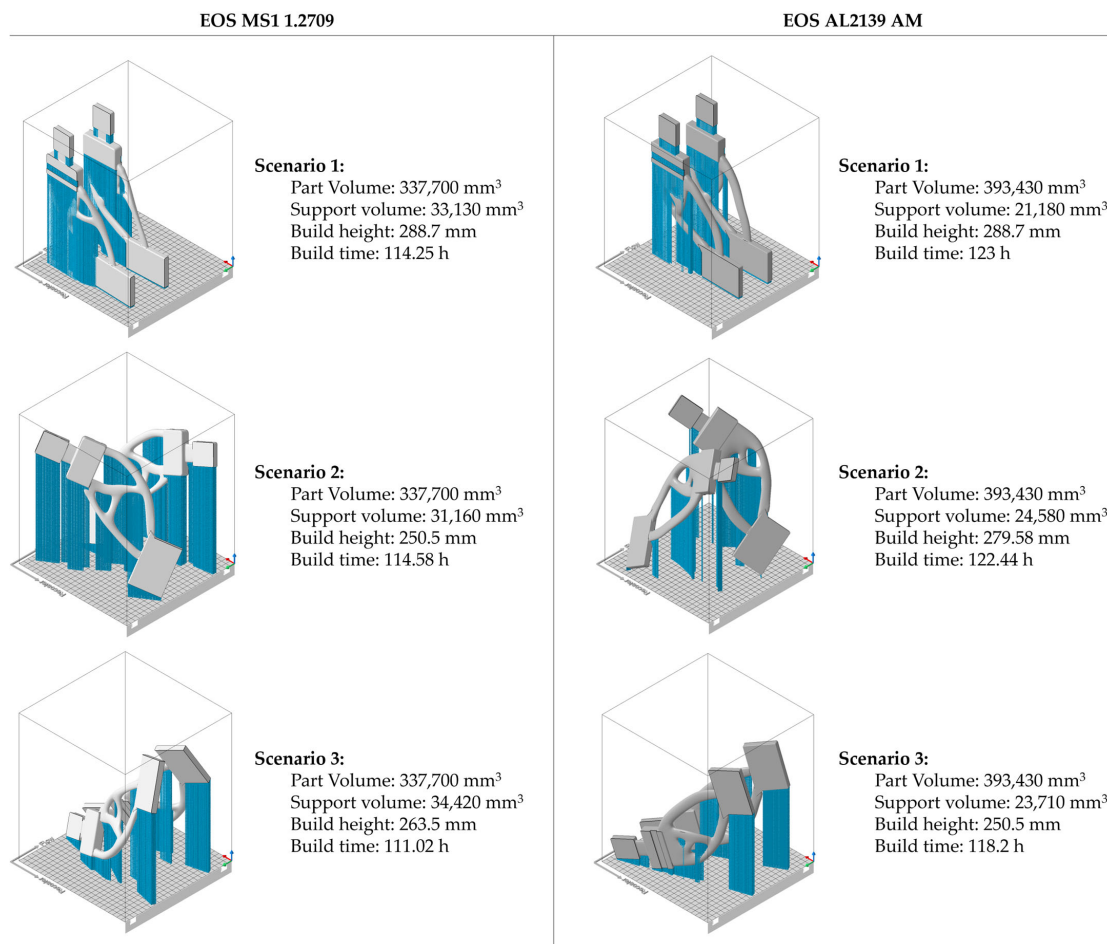 EOS MS1 1.2709
EOS AL2139 AM
Scenario 1:
Part Volume: 337,700 mm³
Support volume: 33,130 mm³
Build height: 288.7 mm
Build time: 114.25 h
Scenario 1:
Part Volume: 393,430 mm³
Support volume: 21,180 mm³
Build height: 288.7 mm
Build time: 123 h
Scenario 2:
Part Volume: 337,700 mm³
Support volume: 31,160 mm³
Build height: 250.5 mm
Build time: 114.58 h
Scenario 2:
Part Volume: 393,430 mm³
Support volume: 24,580 mm³
Build height: 279.58 mm
Build time: 122.44 h
Scenario 3:
Part Volume: 337,700 mm³
Support volume: 34,420 mm³
Build height: 263.5 mm
Build time: 111.02 h
Scenario 3:
Part Volume: 393,430 mm³
Support volume: 23,710 mm³
Build height: 250.5 mm
Build time: 118.2 h